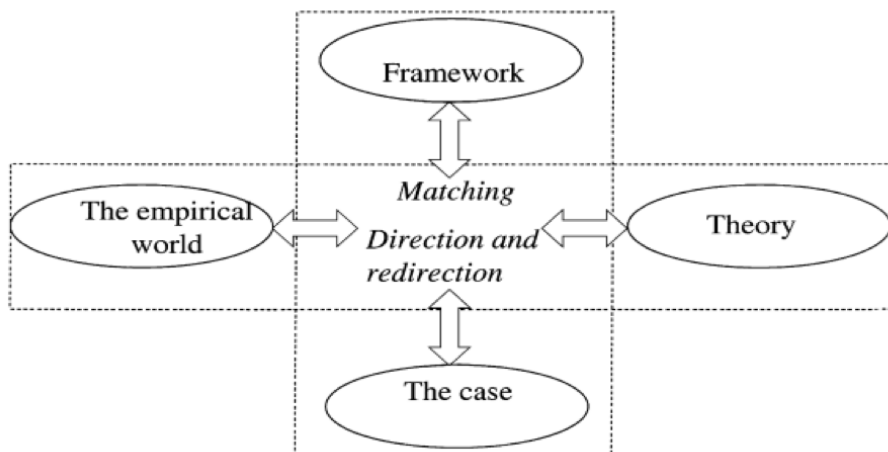 Framework
Matching
The empirical
world
Theory
Direction and
redirection
The case